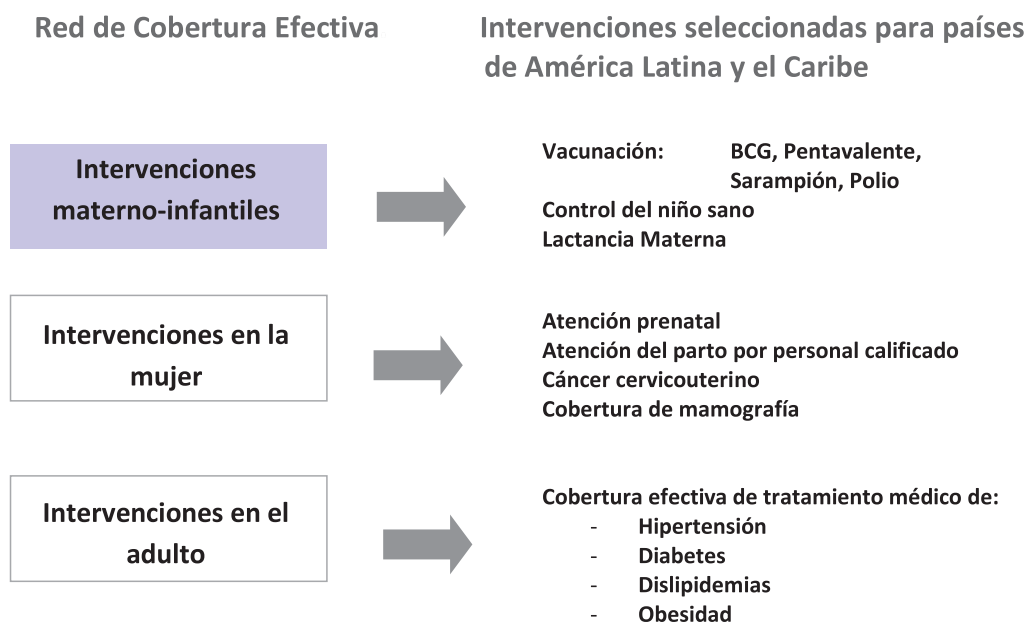 Red de Cobertura Efectiva
Intervenciones seleccionadas para países
de América Latina y el Caribe
Intervenciones
materno-infantiles
Vacunación: BCG, Pentavalente,
Sarampión, Polio
Control del niño sano
Lactancia Materna
Intervenciones en la
mujer
Atención prenatal
Atención del parto por personal calificado
Cáncer cervicouterino
Cobertura de mamografía
Intervenciones en el
adulto
Cobertura efectiva de tratamiento médico de:
- Hipertensión
- Diabetes
- Dislipidemias
- Obesidad